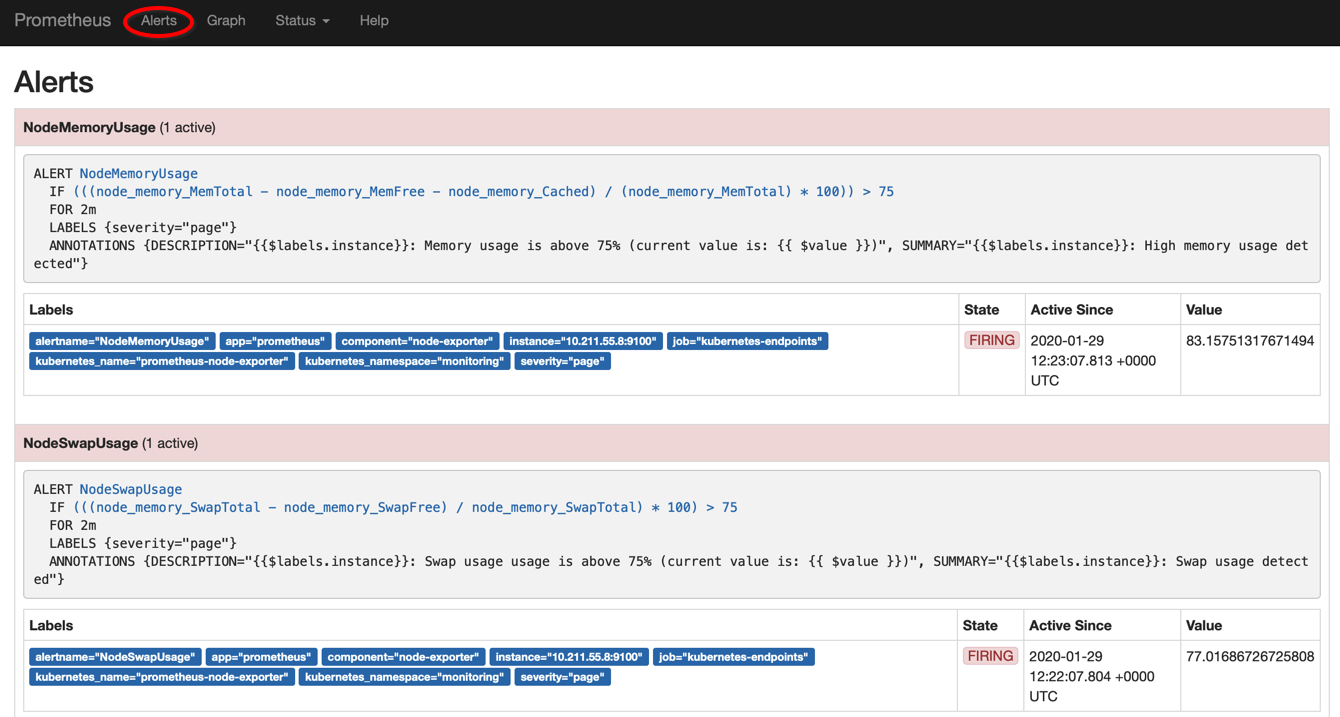 Prometheus Alerts Graph Status Help
Alerts
NodeMemoryUsage (1 active)
ALERT NodeMemoryUsage
IF (((node_memory_MemTotal - node_memory_MemFree - node_memory_Cached) / (node_memory_MemTotal) * 100)) > 75
FOR 2m
LABELS {severity="page"}
ANNOTATIONS {DESCRIPTION="{{$labels.instance}}: Memory usage is above 75% (current value is: {{ $value }})", SUMMARY="{{$labels.instance}}: High memory usage det
ected"}
Labels State Active Since Value
alertname="NodeMemoryUsage" app="prometheus" component="node-exporter" instance="10.211.55.8:9100" job="kubernetes-endpoints"
kubernetes_name="prometheus-node-exporter" kubernetes_namespace="monitoring" severity="page"
FIRING
2020-01-29
12:23:07.813 +0000
UTC
83.15751317671494
NodeSwapUsage (1 active)
ALERT NodeSwapUsage
IF (((node_memory_SwapTotal - node_memory_SwapFree) / node_memory_SwapTotal) * 100) > 75
FOR 2m
LABELS {severity="page"}
ANNOTATIONS {DESCRIPTION="{{$labels.instance}}: Swap usage usage is above 75% (current value is: {{ $value }})", SUMMARY="{{$labels.instance}}: Swap usage detect
ed"}
Labels State Active Since Value
alertname="NodeSwapUsage" app="prometheus" component="node-exporter" instance="10.211.55.8:9100" job="kubernetes-endpoints"
kubernetes_name="prometheus-node-exporter" kubernetes_namespace="monitoring" severity="page"
FIRING
2020-01-29
12:22:07.804 +0000
UTC
77.01686726725808